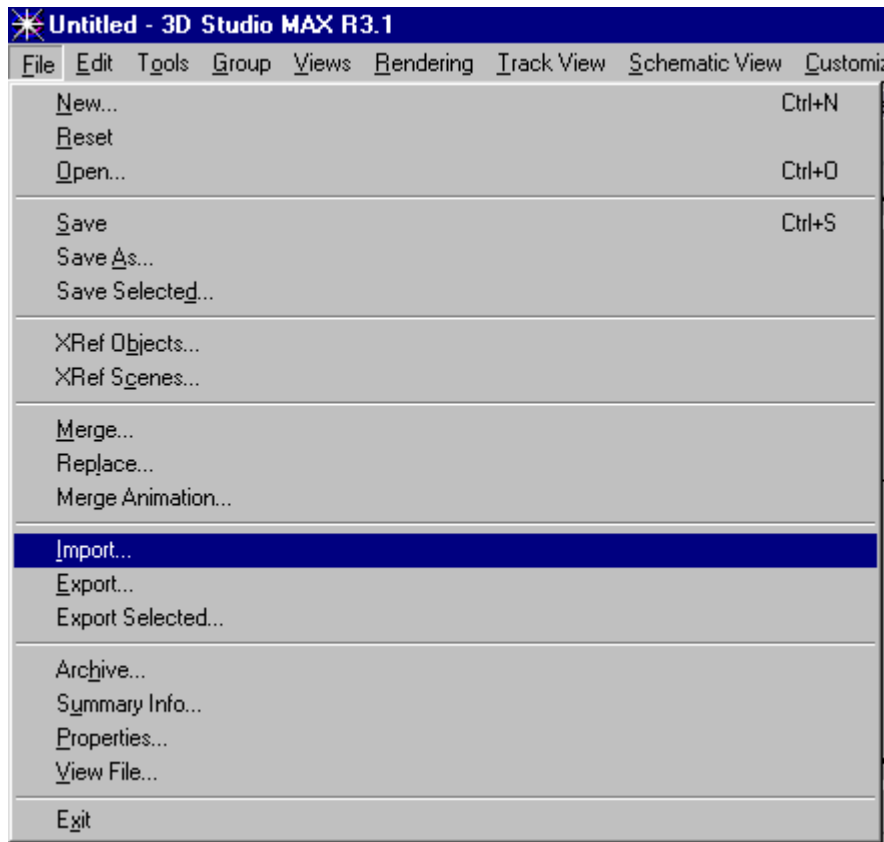 Untitled - 3D Studio MAX R3.1
File Edit Tools Group Views Rendering Track View Schematic View
New... Ctrl+N
Reset
Open... Ctrl+O
Save Ctrl+S
Save As...
Save Selected...
XRef Objects...
XRef Scenes...
Merge...
Replace...
Merge Animation...
Import...
Export...
Export Selected...
Archive...
Summary Info...
Properties...
View File...
Exit